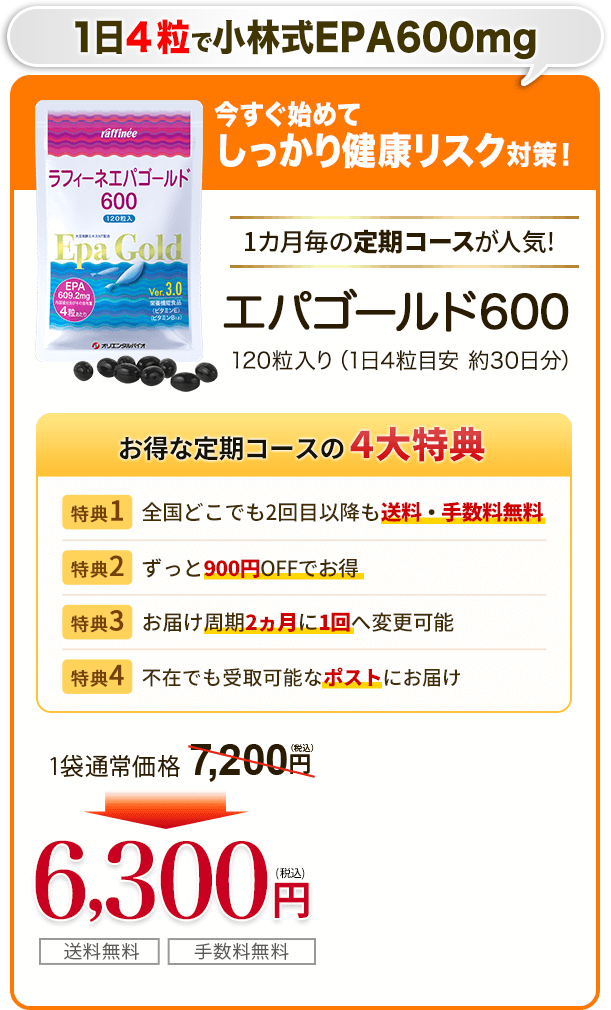 1日4粒で小林式EPA600mg
今すぐ始めて
しっかり健康リスク対策!
raffinée
ラフィーネエパゴールド
600
120粒入
Epa Gold
Ver.3.0
EPA
609.2mg
4粒あたり
栄養機能食品
(ビタミンE)
オリエンタルバイオ
1カ月毎の定期コースが人気!
エパゴールド600
120粒入り(1日4粒目安 約30日分)
お得な定期コースの4大特典
特典1 全国どこでも2回目以降も送料・手数料無料
特典2 ずっと900円OFFでお得
特典3 お届け周期2ヵ月に1回へ変更可能
特典4 不在でも受取可能なポストにお届け
1袋通常価格 7,200円(税込)
6,300円(税込)
送料無料 手数料無料